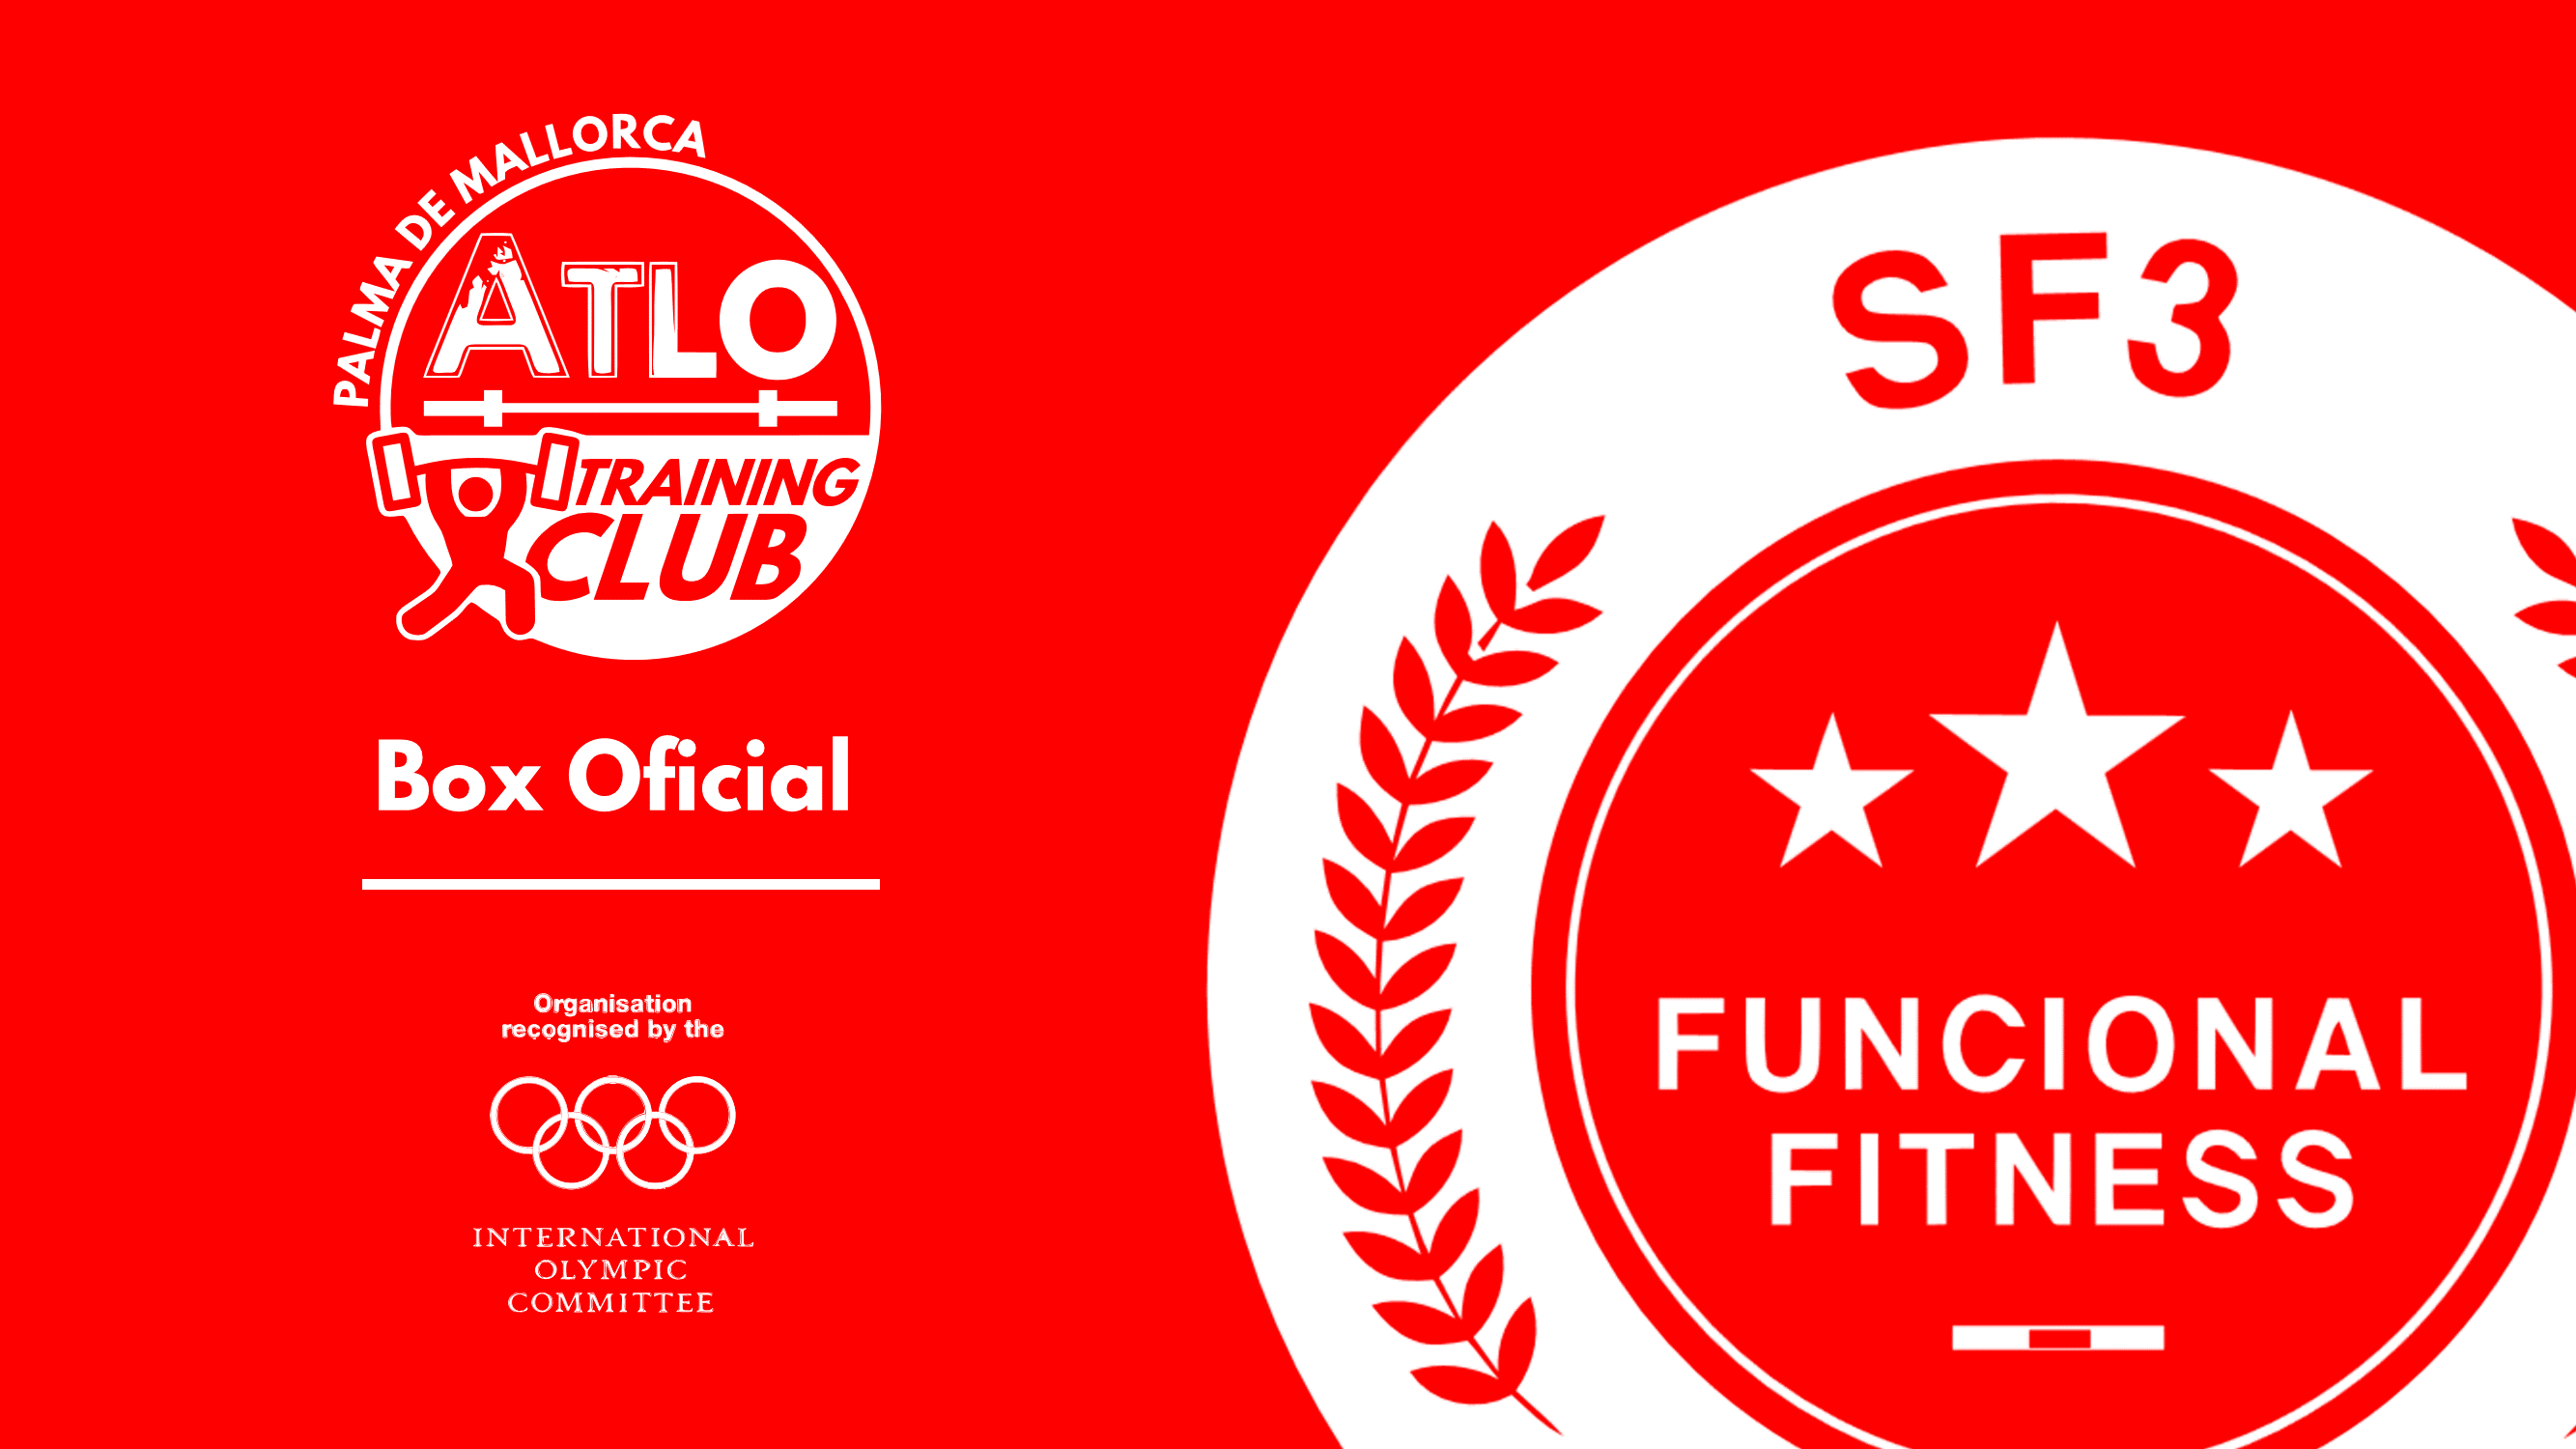 PALMA DE MALLORCA
ATLO
TRAINING
CLUB
Box Oficial
Organisation
recognised by the
INTERNATIONAL
OLYMPIC
COMMITTEE
SF3
FUNCIONAL
FITNESS